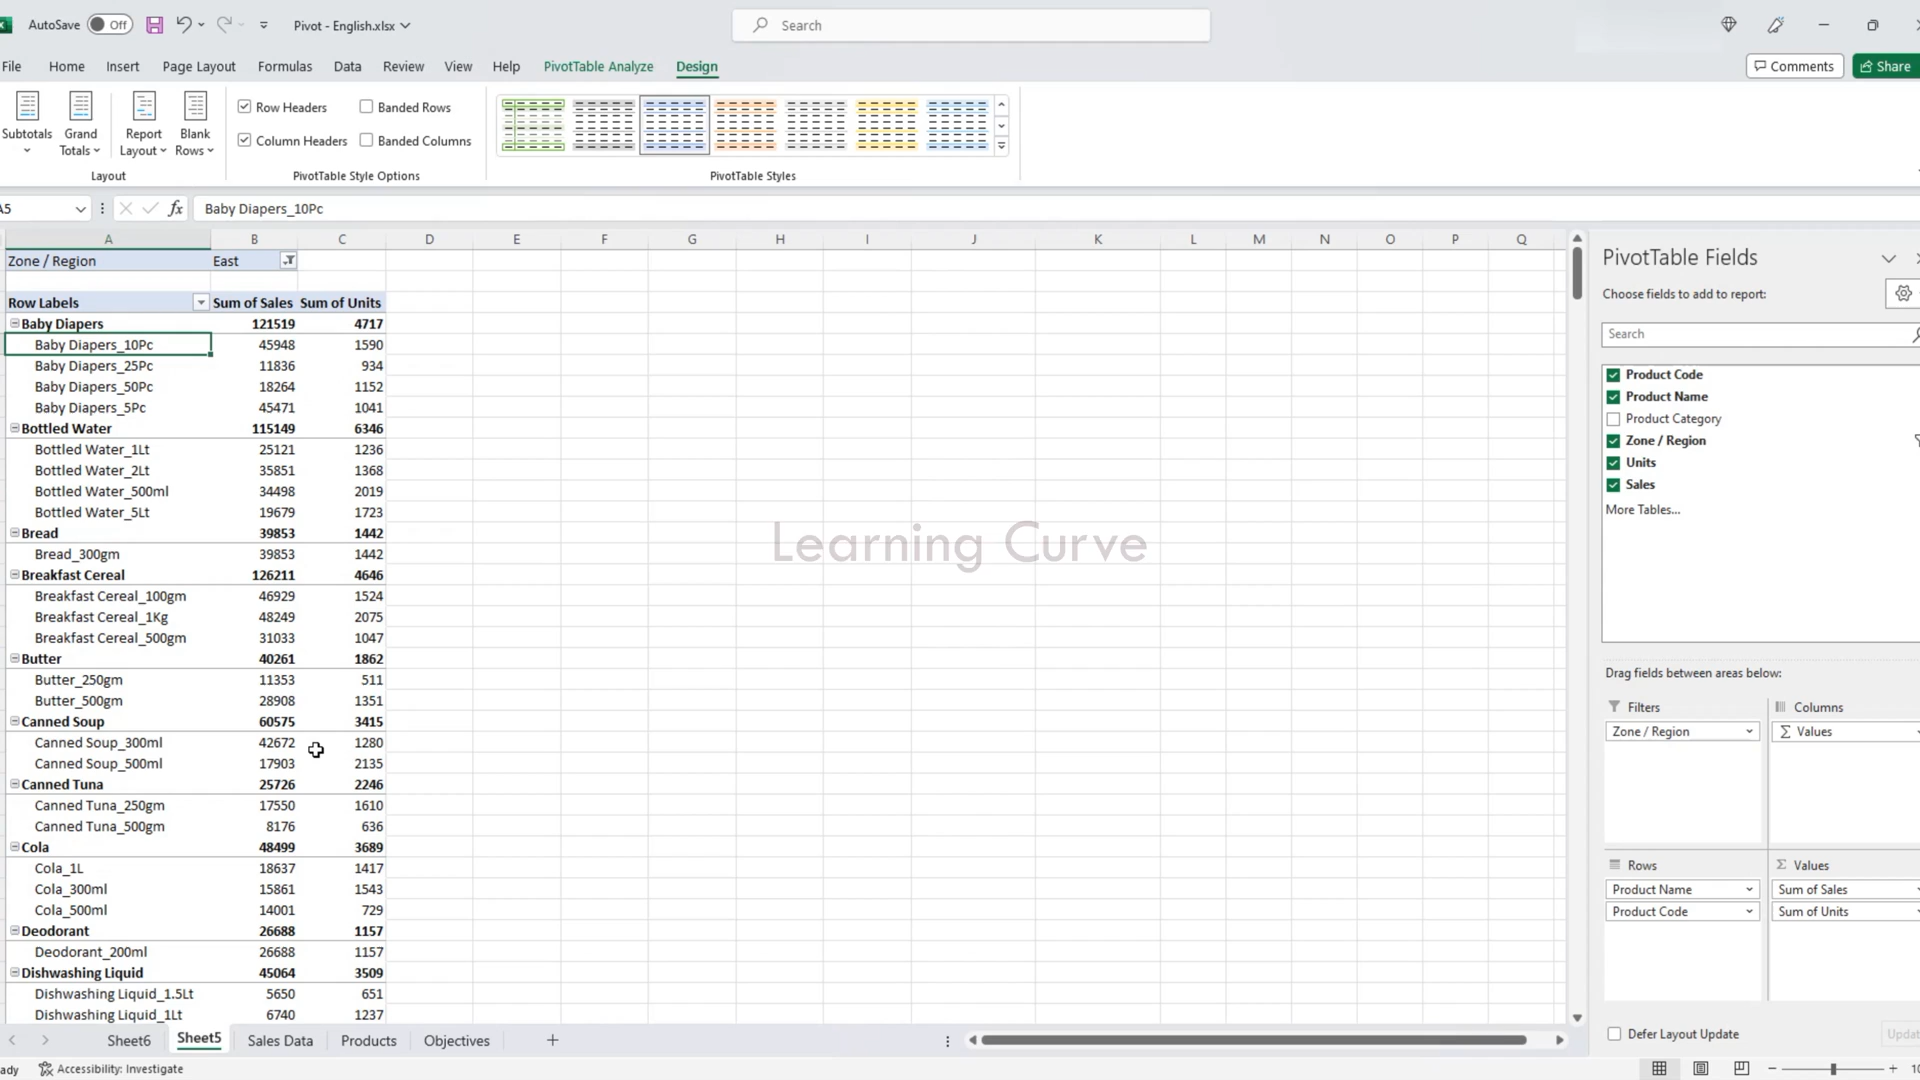 AutoSave Off Pivot - English.xlsx Search
File Home Insert Page Layout Formulas Data Review View Help PivotTable Analyze Design Comments Share
Subtotals Grand Totals Report Layout Blank Rows
Row Headers Banded Rows
Column Headers Banded Columns
Layout PivotTable Style Options PivotTable Styles
A5 fx Baby Diapers_10Pc
A B C D E F G H I J K L M N O P Q
Zone / Region East
Row Labels Sum of Sales Sum of Units
Baby Diapers 121519 4717
Baby Diapers_10Pc 45948 1590
Baby Diapers_25Pc 11836 934
Baby Diapers_50Pc 18264 1152
Baby Diapers_5Pc 45471 1041
Bottled Water 115149 6346
Bottled Water_1Lt 25121 1236
Bottled Water_2Lt 35851 1368
Bottled Water_500ml 34498 2019
Bottled Water_5Lt 19679 1723
Bread 39853 1442
Bread_300gm 39853 1442
Breakfast Cereal 126211 4646
Breakfast Cereal_100gm 46929 1524
Breakfast Cereal_1Kg 48249 2075
Breakfast Cereal_500gm 31033 1047
Butter 40261 1862
Butter_250gm 11353 511
Butter_500gm 28908 1351
Canned Soup 60575 3415
Canned Soup_300ml 42672 1280
Canned Soup_500ml 17903 2135
Canned Tuna 25726 2246
Canned Tuna_250gm 17550 1610
Canned Tuna_500gm 8176 636
Cola 48499 3689
Cola_1L 18637 1417
Cola_300ml 15861 1543
Cola_500ml 14001 729
Deodorant 26688 1157
Deodorant_200ml 26688 1157
Dishwashing Liquid 45064 3509
Dishwashing Liquid_1.5Lt 5650 651
Dishwashing Liquid_1Lt 6740 1237
Learning Curve
PivotTable Fields
Choose fields to add to report:
Search
Product Code
Product Name
Product Category
Zone / Region
Units
Sales
More Tables...
Drag fields between areas below:
Filters Columns
Zone / Region Σ Values
Rows Σ Values
Product Name Sum of Sales
Product Code Sum of Units
Defer Layout Update Updat
Sheet6 Sheet5 Sales Data Products Objectives
ady Accessibility: Investigate